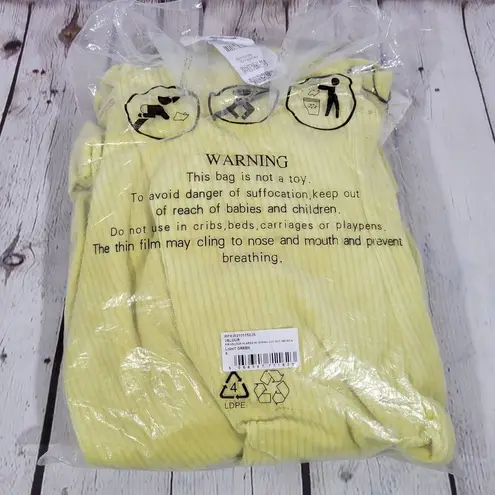 WARNING
This bag is not a toy.
To avoid danger of suffocation,keep out
of reach of babies and children.
Do not use in cribs,beds,carriages or playpens.
The thin film may cling to nose and mouth and prevent
breathing.
VELOUR
LIGHT GREEN
4
LDPE